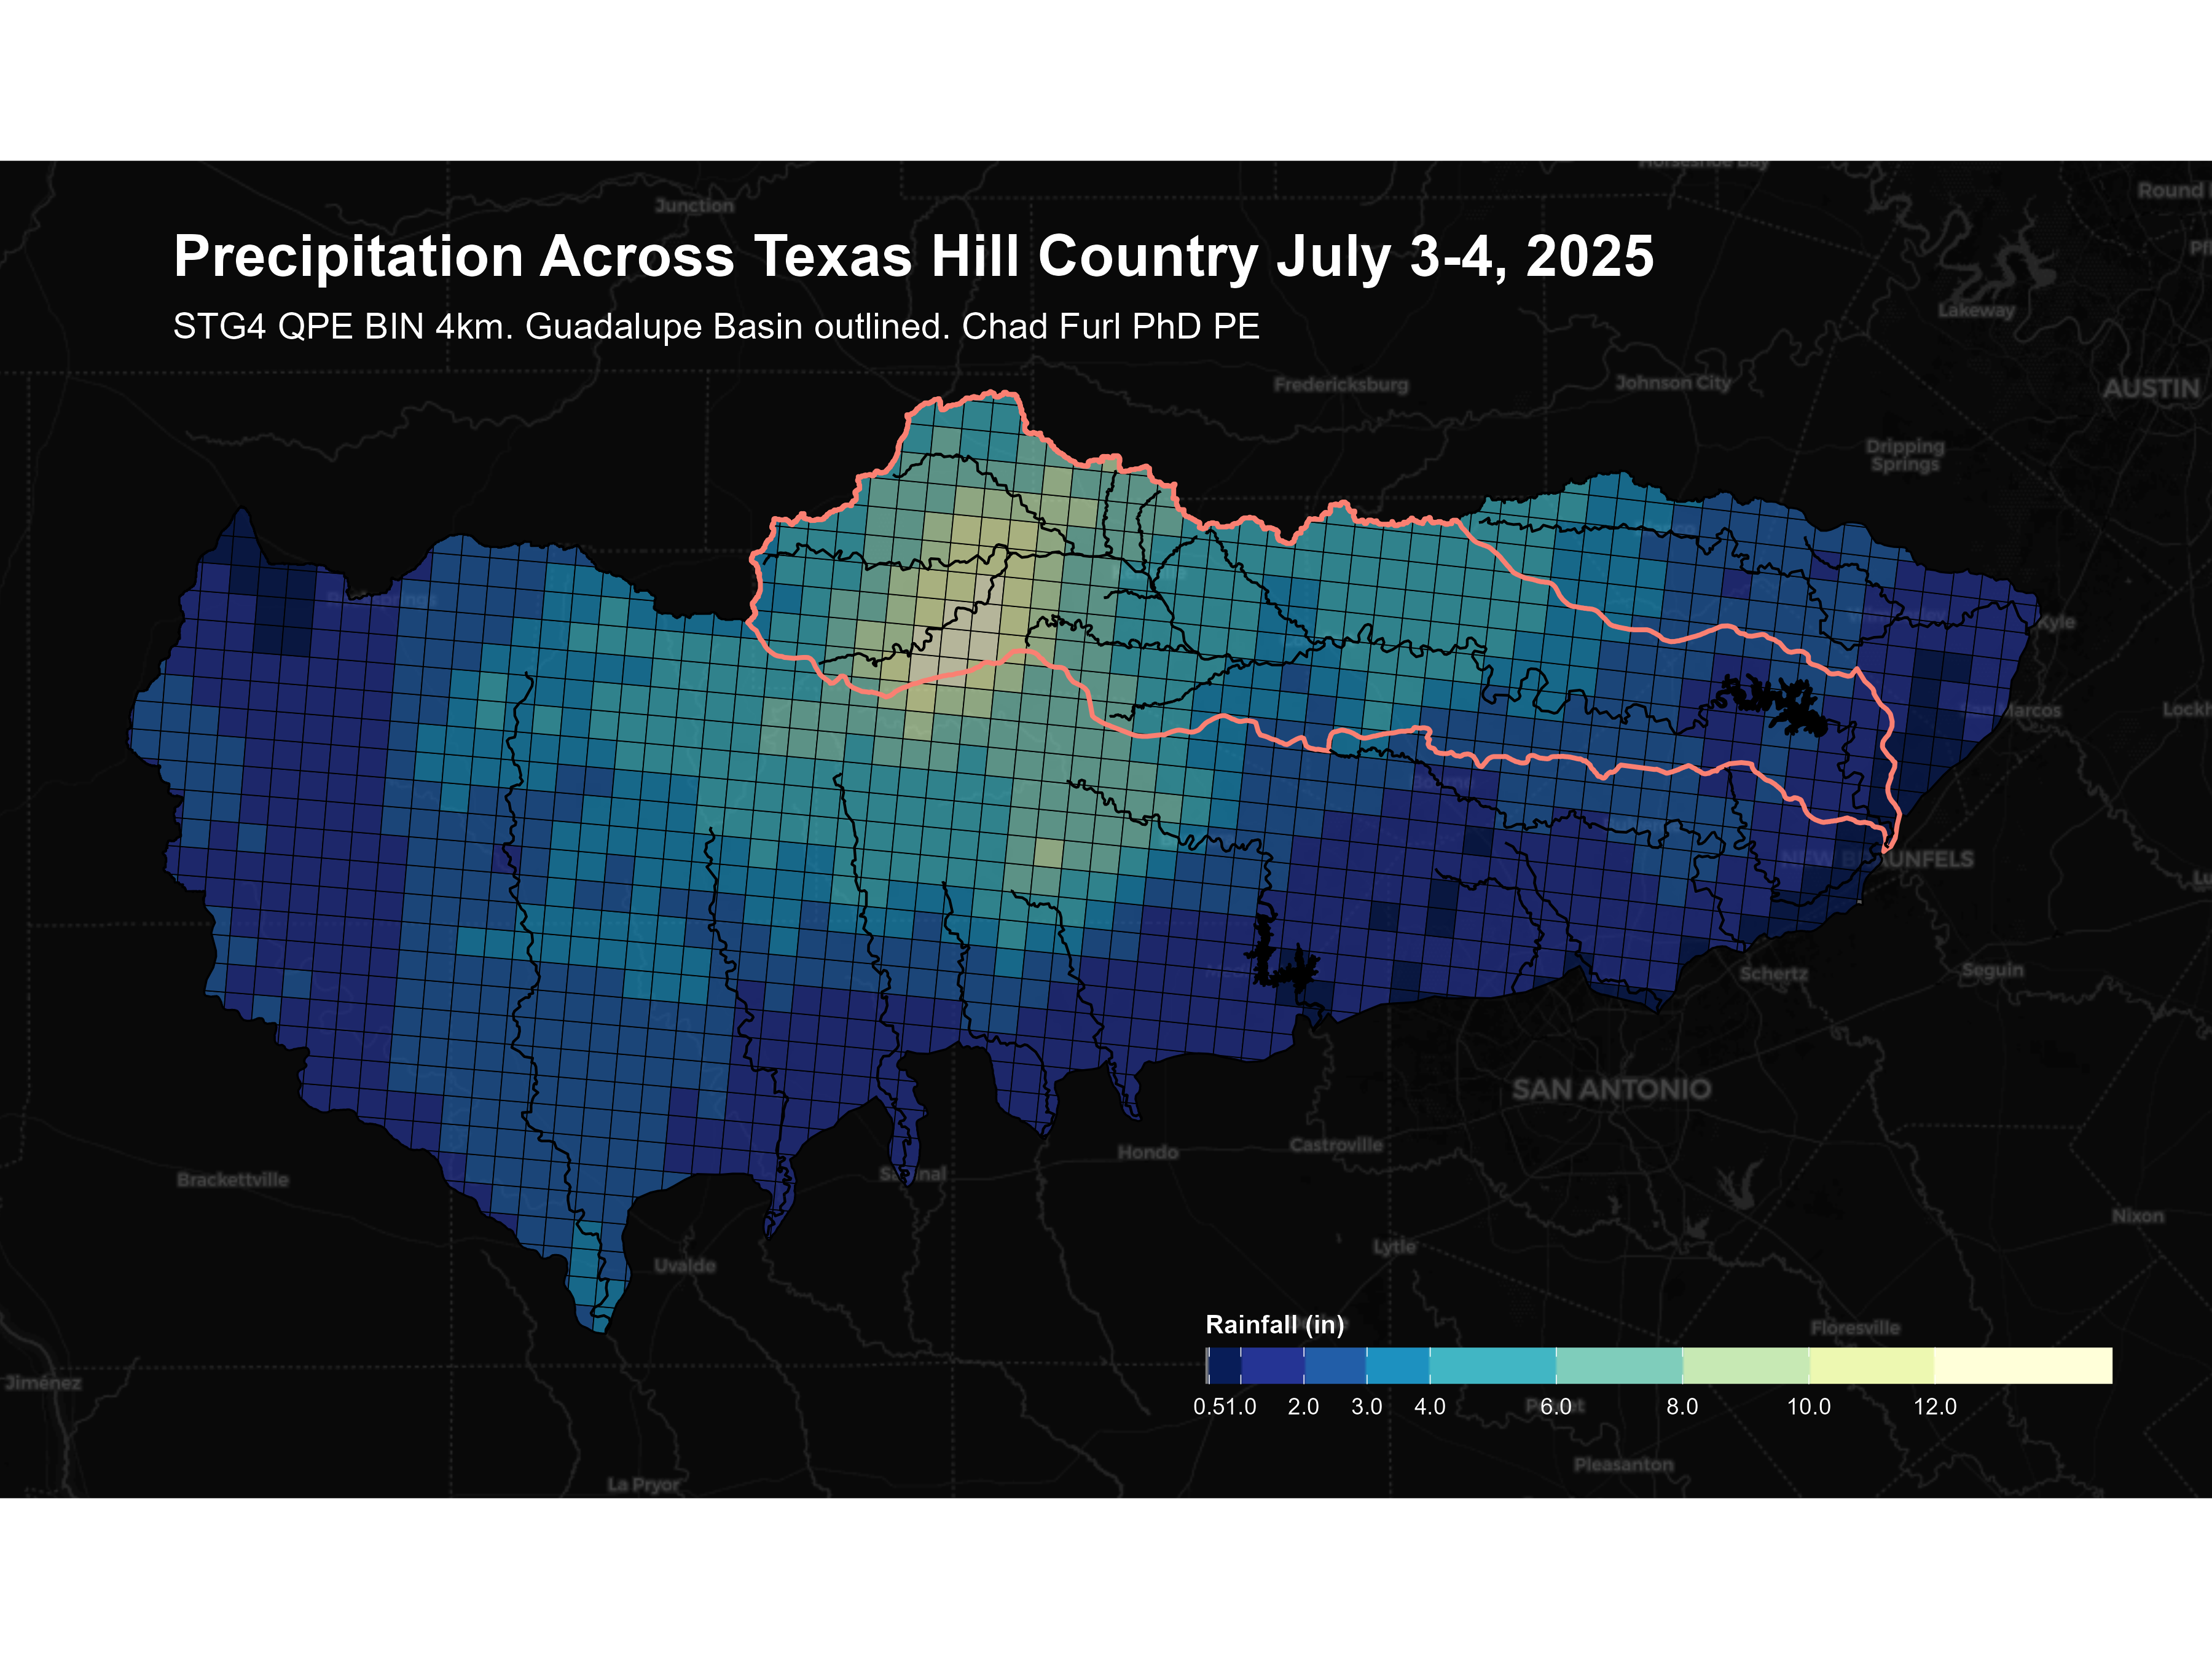 Horseshoe Bay
Round
Junction
Precipitation Across Texas Hill Country July 3-4, 2025
STG4 QPE BIN 4km. Guadalupe Basin outlined. Chad Furl PhD PE
Lakeway
Fredericksburg
Johnson City
AUSTIN
Dripping
Springs
Kyle
San Marcos
Lockh
NEW BRAUNFELS
Schertz
Seguin
SAN ANTONIO
Hondo
Castroville
Sabinal
Brackettville
Nixon
Lytle
Uvalde
Rainfall (in)
Floresville
Jiménez
0.51.0 2.0 3.0 4.0 6.0 8.0 10.0 12.0
Pleasanton
La Pryor